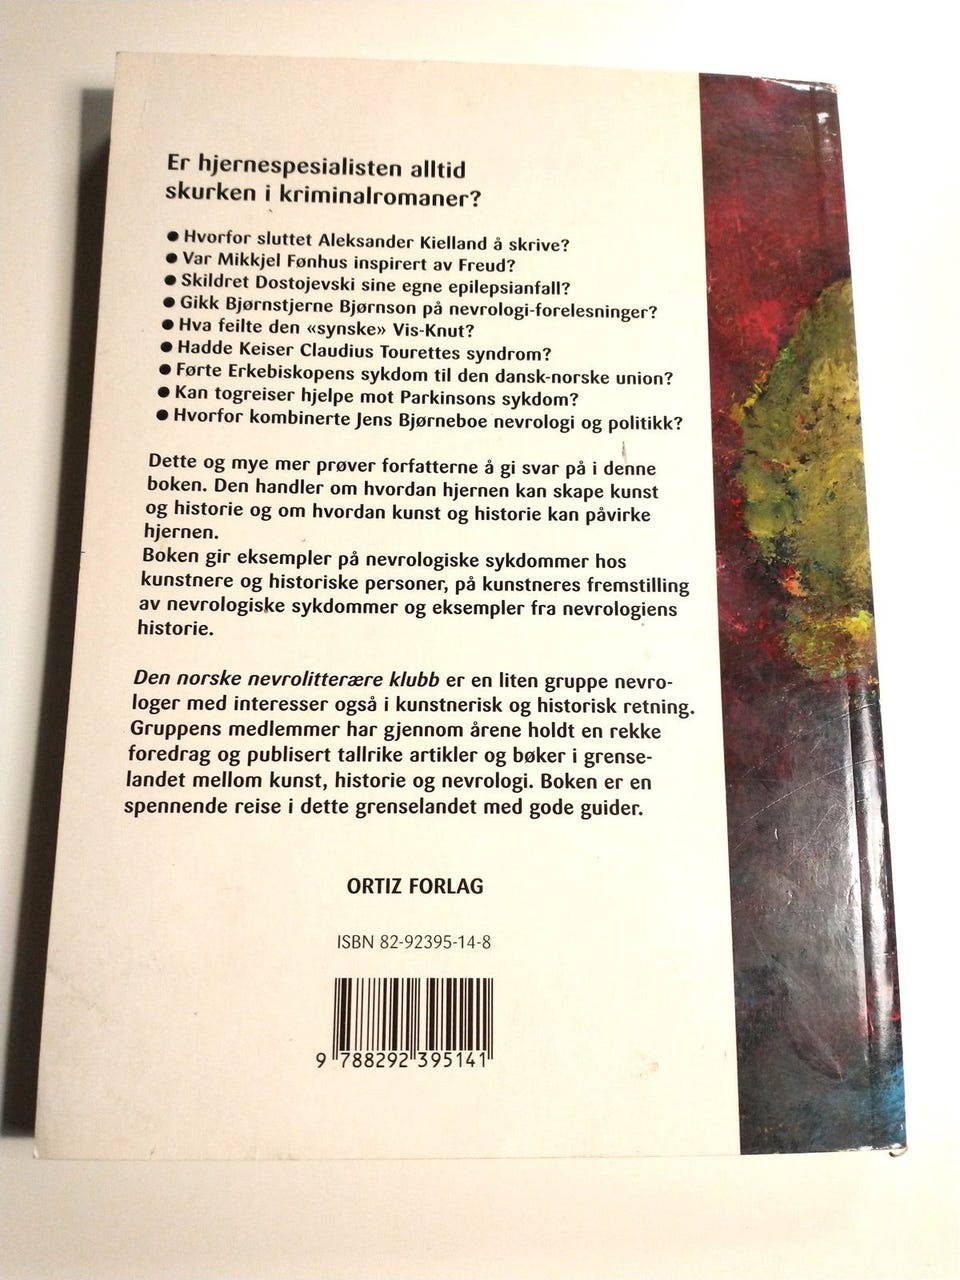 Er hjernespesialisten alltid
skurken i kriminalromaner?
● Hvorfor sluttet Aleksander Kielland å skrive?
● Var Mikkjel Fønhus inspirert av Freud?
● Skildret Dostojevski sine egne epilepsianfall?
● Gikk Bjørnstjerne Bjørnson på nevrologi-forelesninger?
● Hva feilte den «synske» Vis-Knut?
● Hadde Keiser Claudius Tourettes syndrom?
● Førte Erkebiskopens sykdom til den dansk-norske union?
● Kan togreiser hjelpe mot Parkinsons sykdom?
● Hvorfor kombinerte Jens Bjørneboe nevrologi og politikk?
Dette og mye mer prøver forfatterne å gi svar på i denne
boken. Den handler om hvordan hjernen kan skape kunst
og historie og om hvordan kunst og historie kan påvirke
hjernen.
Boken gir eksempler på nevrologiske sykdommer hos
kunstnere og historiske personer, på kunstneres fremstilling
av nevrologiske sykdommer og eksempler fra nevrologiens
historie.
Den norske nevrolitterære klubb er en liten gruppe nevro-
loger med interesser også i kunstnerisk og historisk retning.
Gruppens medlemmer har gjennom årene holdt en rekke
foredrag og publisert tallrike artikler og bøker i grense-
landet mellom kunst, historie og nevrologi. Boken er en
spennende reise i dette grenselandet med gode guider.
ORTIZ FORLAG
ISBN 82-92395-14-8
9 788292 395141